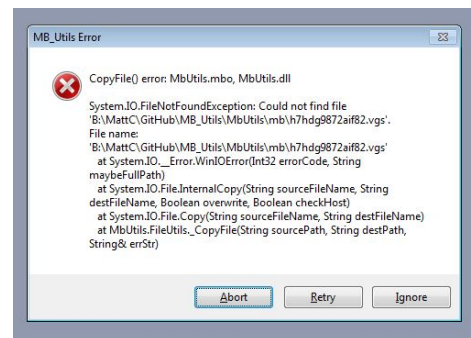 MB_Utils Error
CopyFile() error: MbUtils.mbo, MbUtils.dll
System.IO.FileNotFoundException: Could not find file
'B:\MattC\GitHub\MB_Utils\MbUtils\mb\h7hdg9872aif82.vgs'.
File name:
'B:\MattC\GitHub\MB_Utils\MbUtils\mb\h7hdg9872aif82.vgs'
at System.IO.__Error.WinIOError(Int32 errorCode, String
maybeFullPath)
at System.IO.File.InternalCopy(String sourceFileName, String
destFileName, Boolean overwrite, Boolean checkHost)
at System.IO.File.Copy(String sourceFileName, String destFileName)
at MbUtils.FileUtils._CopyFile(String sourcePath, String destPath,
String& errStr)
Abort Retry Ignore